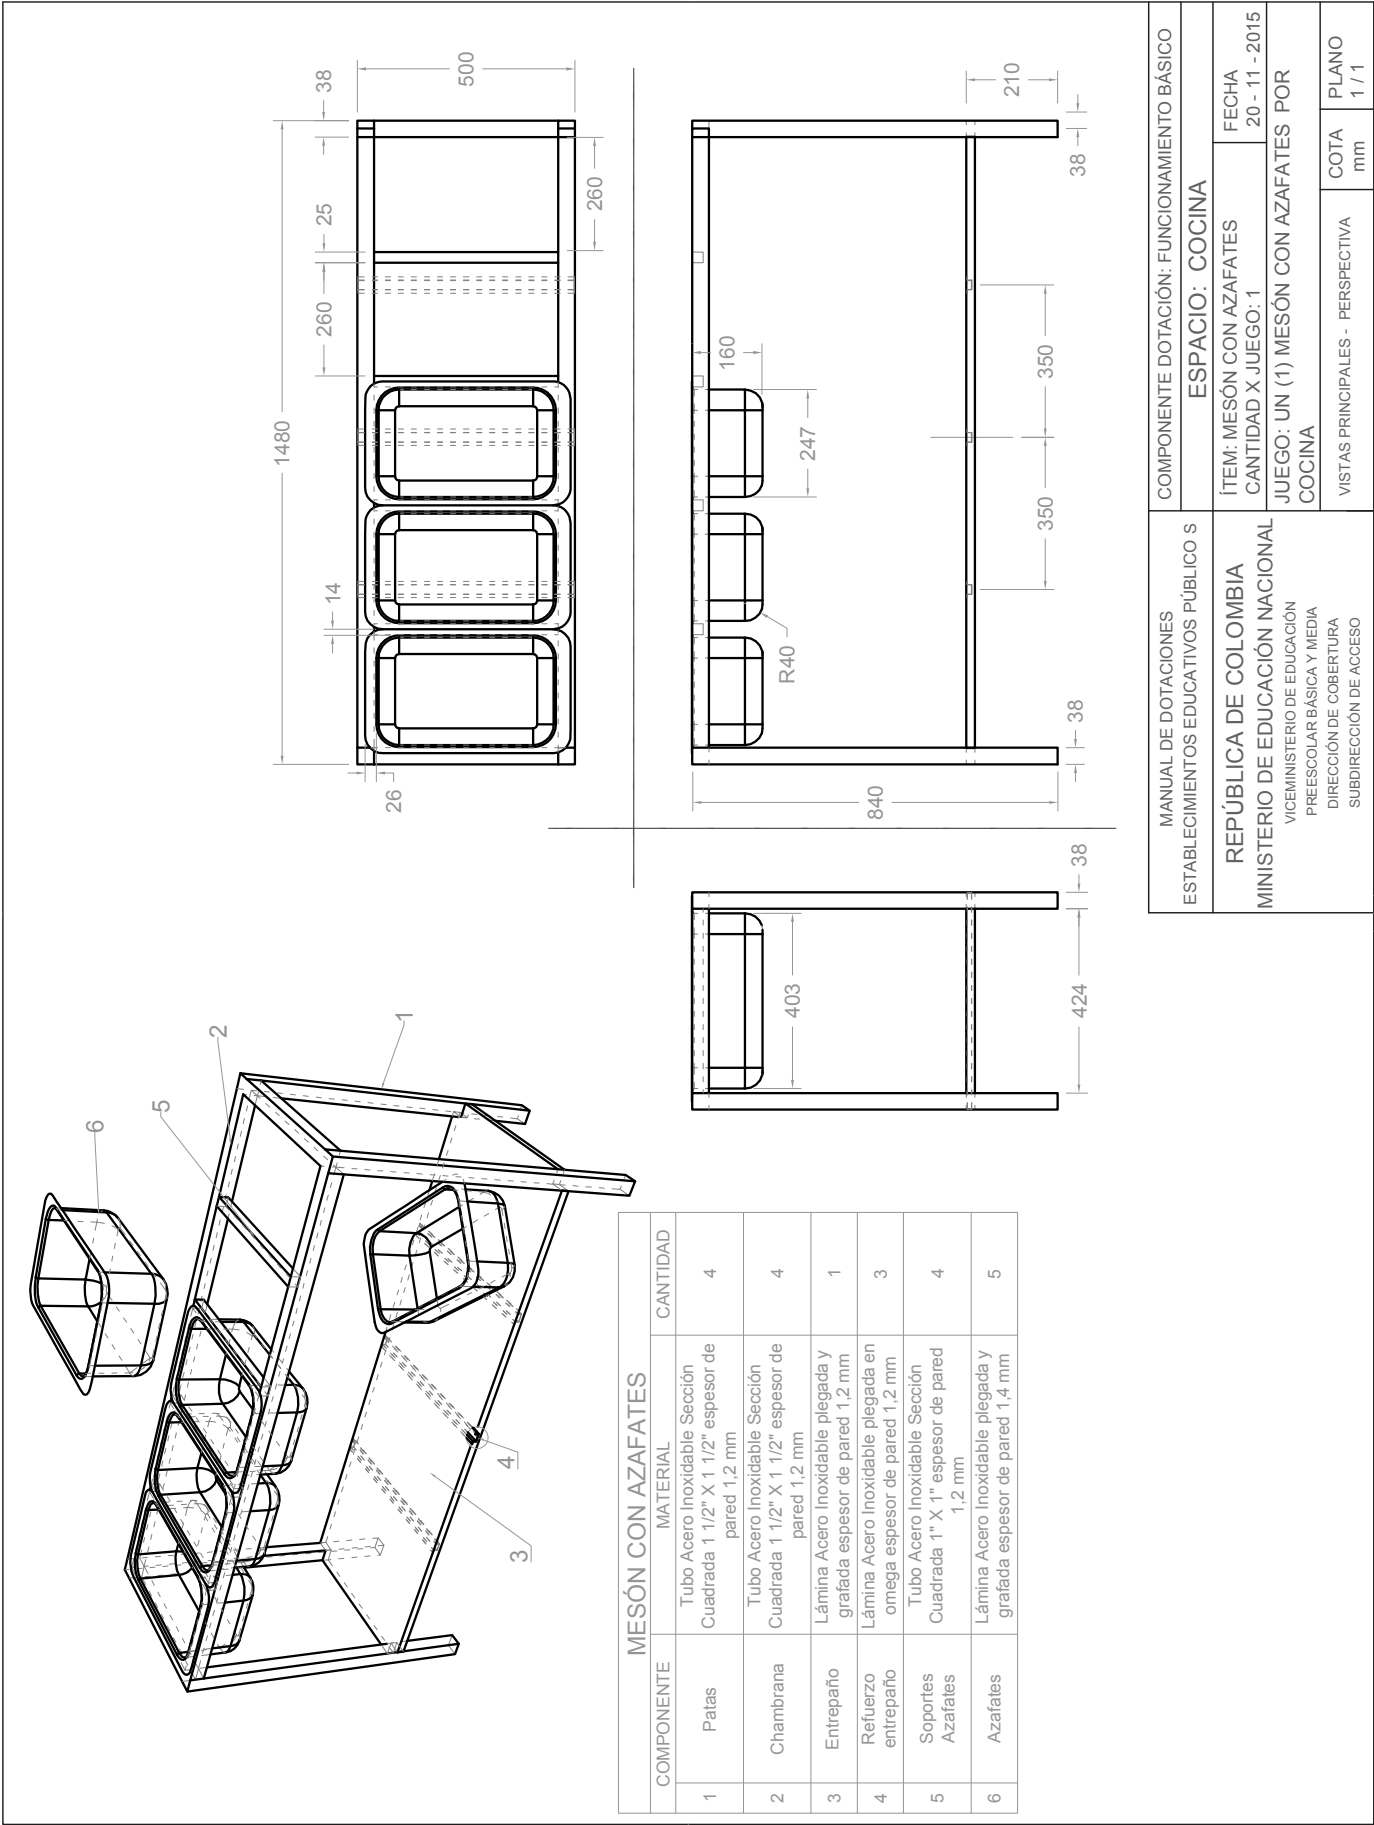 6
5
2
1
4
3
1480
38
260
25
260
14
26
500
160
247
R40
350
350
210
38
38
840
403
424
38
MESÓN CON AZAFATES
COMPONENTE MATERIAL CANTIDAD
1 Patas Tubo Acero Inoxidable Sección
Cuadrada 1 1/2" X 1 1/2" espesor de
pared 1,2 mm 4
2 Chambrana Tubo Acero Inoxidable Sección
Cuadrada 1 1/2" X 1 1/2" espesor de
pared 1,2 mm 4
3 Entrepaño Lámina Acero Inoxidable plegada y
grafada espesor de pared 1,2 mm 1
4 Refuerzo
entrepaño Lámina Acero Inoxidable plegada en
omega espesor de pared 1,2 mm 3
5 Soportes
Azafates Tubo Acero Inoxidable Sección
Cuadrada 1" X 1" espesor de pared
1,2 mm 4
6 Azafates Lámina Acero Inoxidable plegada y
grafada espesor de pared 1,4 mm 5
MANUAL DE DOTACIONES
ESTABLECIMIENTOS EDUCATIVOS PÚBLICO S
REPÚBLICA DE COLOMBIA
MINISTERIO DE EDUCACIÓN NACIONAL
VICEMINISTERIO DE EDUCACIÓN
PREESCOLAR BÁSICA Y MEDIA
DIRECCIÓN DE COBERTURA
SUBDIRECCIÓN DE ACCESO
COMPONENTE DOTACIÓN: FUNCIONAMIENTO BÁSICO
ESPACIO: COCINA
ÍTEM: MESÓN CON AZAFATES
CANTIDAD X JUEGO: 1
FECHA
20 - 11 - 2015
JUEGO: UN (1) MESÓN CON AZAFATES POR
COCINA
VISTAS PRINCIPALES - PERSPECTIVA
COTA
mm
PLANO
1 / 1